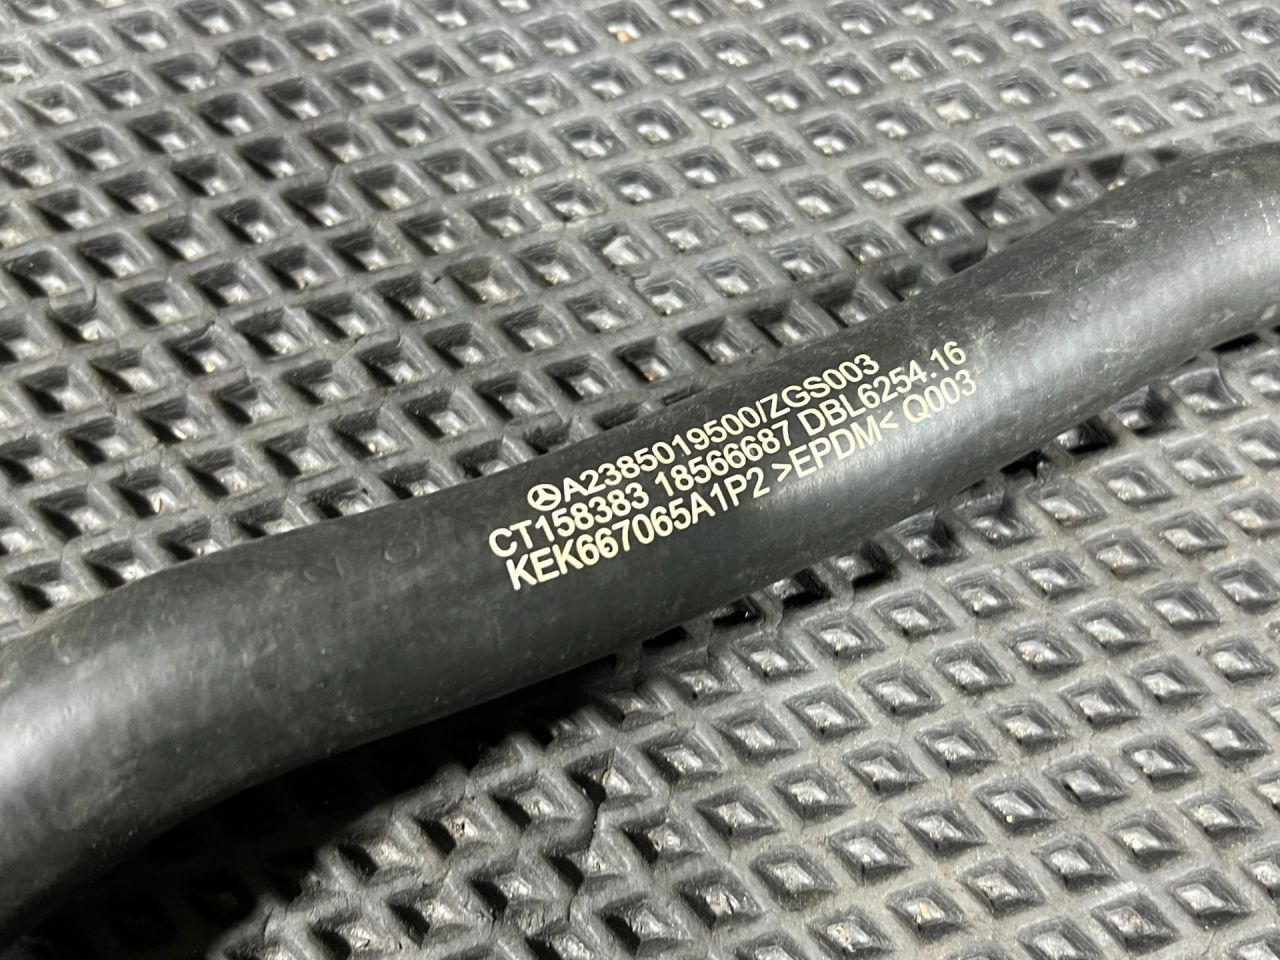 A2385019500/ZGS003
CT158383 18566687 DBL6254.16
KEK667065A1P2 >EPDM< Q003